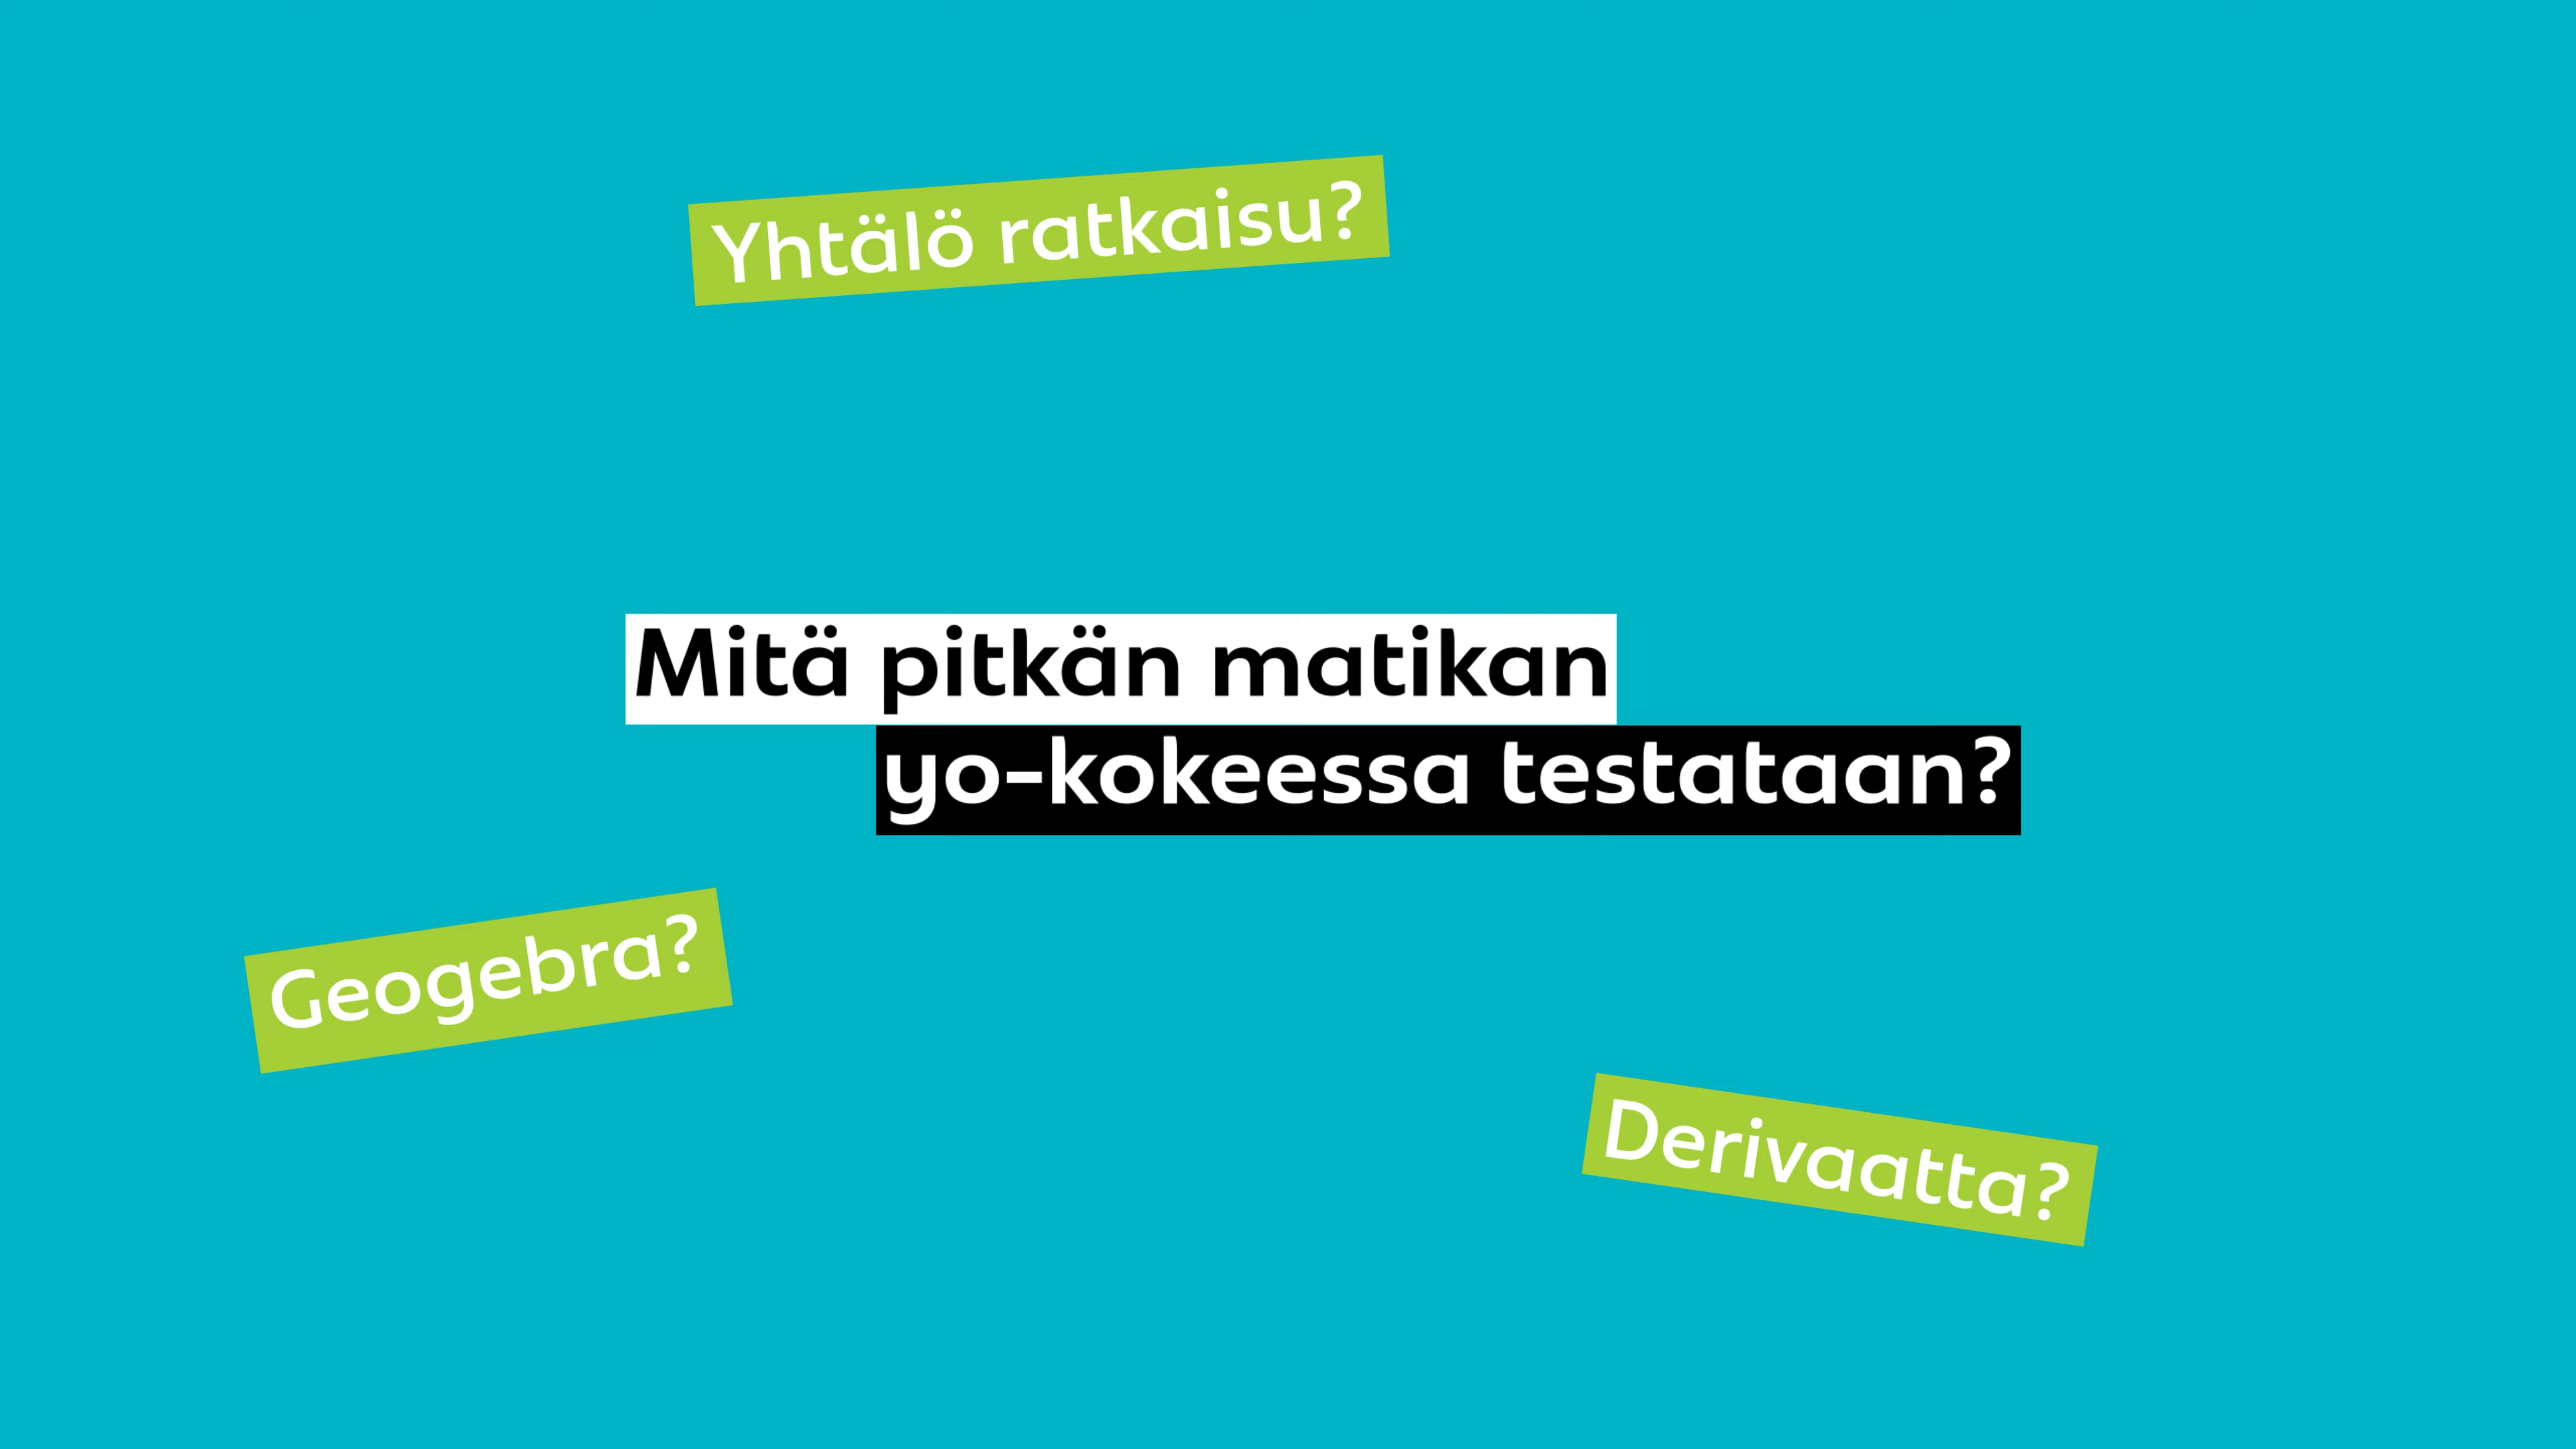 Yhtälö ratkaisu?
Mitä pitkän matikan
yo-kokeessa testataan?
Geogebra?
Derivaatta?